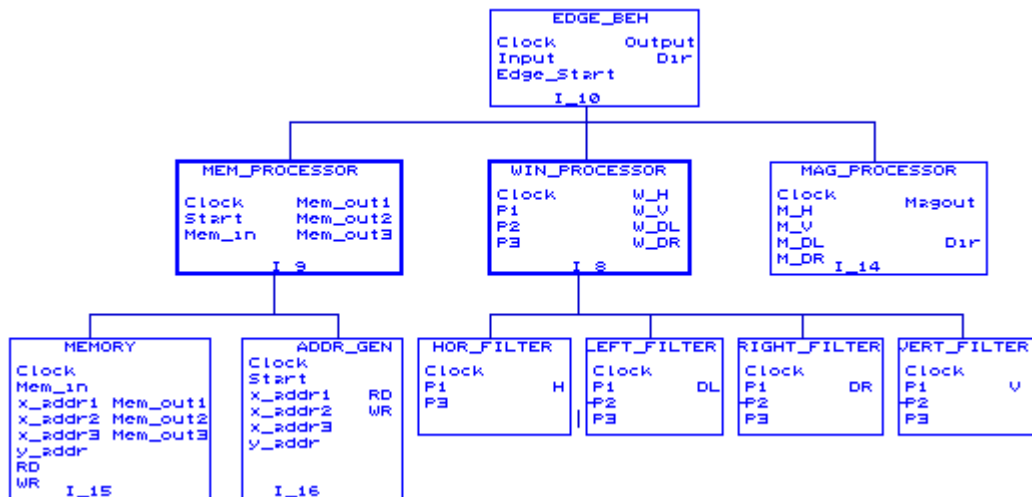 EDGE_BEH
Clock Output
Input Dir
Edge_Start
I_10
MEM_PROCESSOR
Clock Mem_out1
Start Mem_out2
Mem_in Mem_out3
I_9
WIN_PROCESSOR
Clock W_H
P1 W_V
P2 W_DL
P3 W_DR
I_8
MAG_PROCESSOR
Clock Magout
M_H
M_V
M_DL Dir
M_DR I_14
MEMORY
Clock
Mem_in
x_addr1 Mem_out1
x_addr2 Mem_out2
x_addr3 Mem_out3
y_addr
RD
WR
I_15
ADDR_GEN
Clock
Start
x_addr1 RD
x_addr2 WR
x_addr3
y_addr
I_16
HOR_FILTER
Clock
P1 H
P3
LEFT_FILTER
Clock
P1 DL
P2
P3
RIGHT_FILTER
Clock
P1 DR
P2
P3
VERT_FILTER
Clock
P1 V
P2
P3